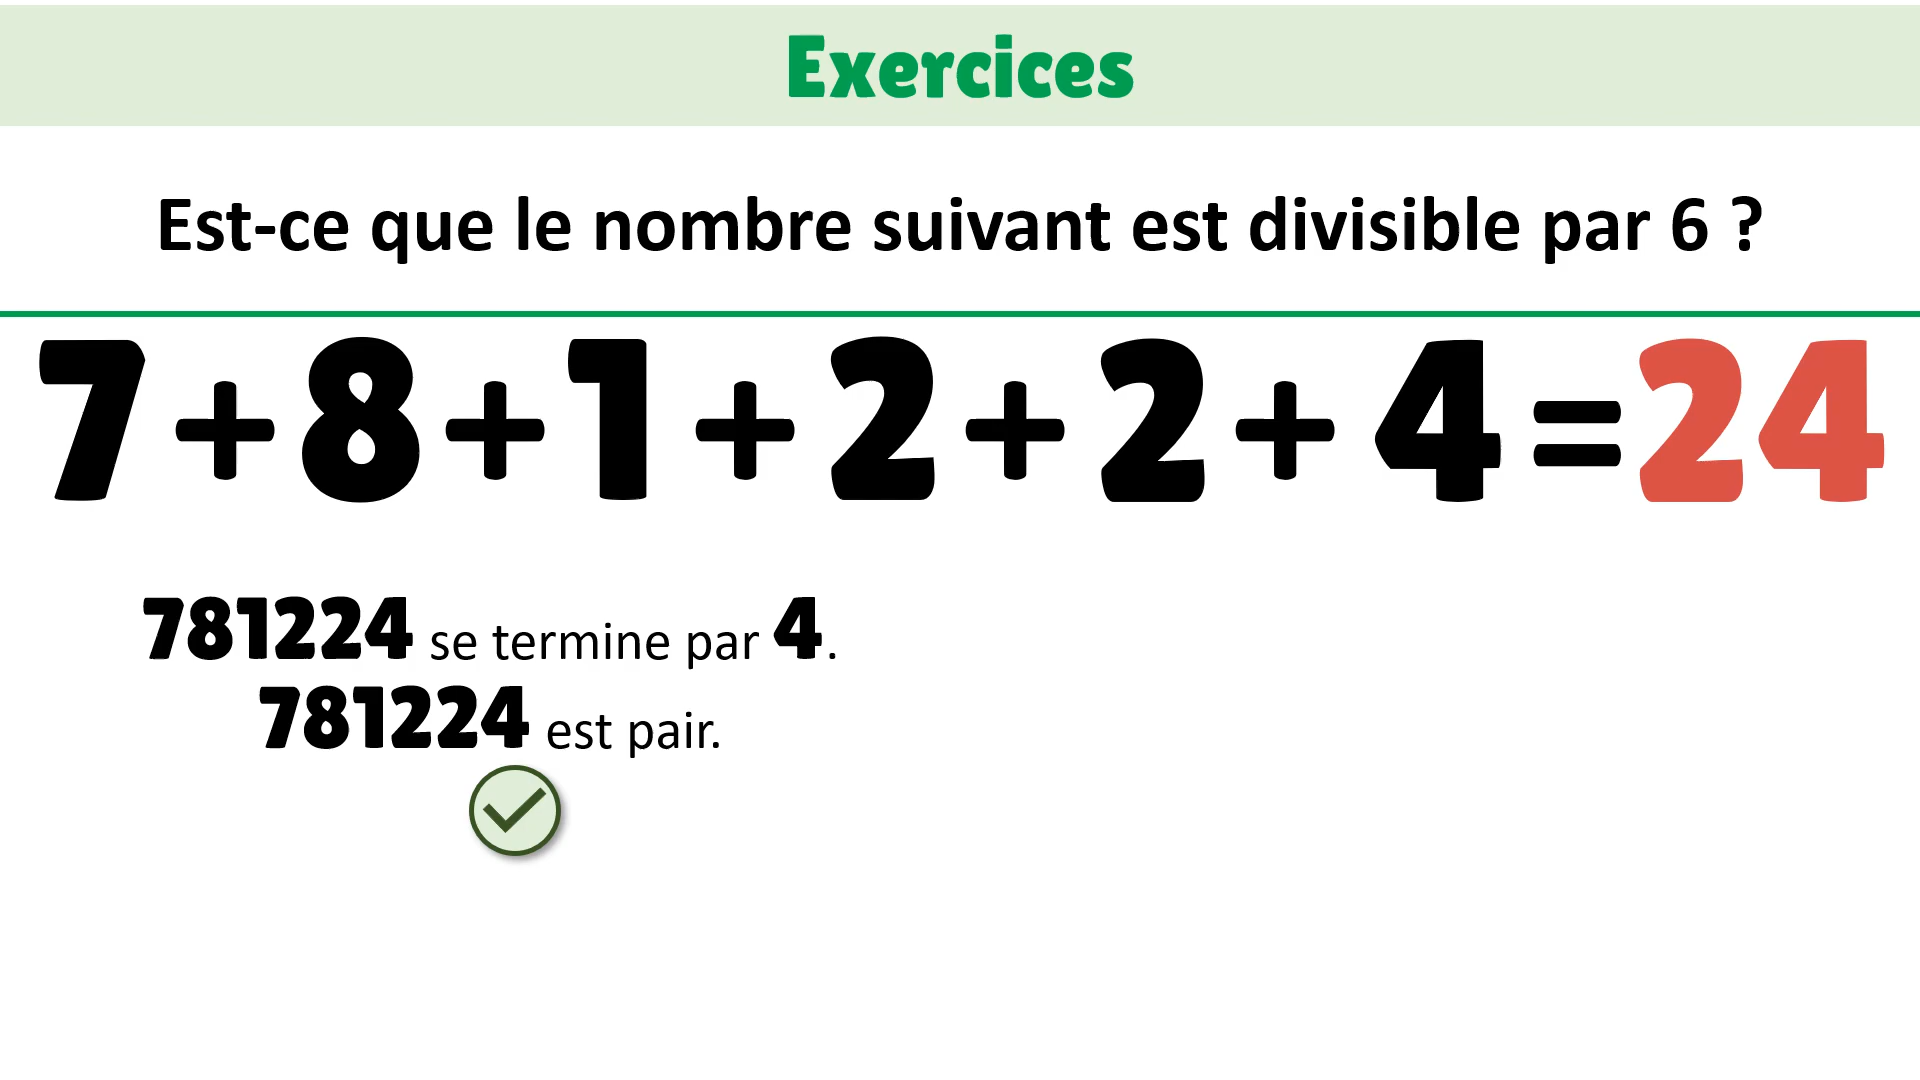 Exercices
Est-ce que le nombre suivant est divisible par 6 ?
7+8+1+2+2+4=24
781224 se termine par 4.
781224 est pair.